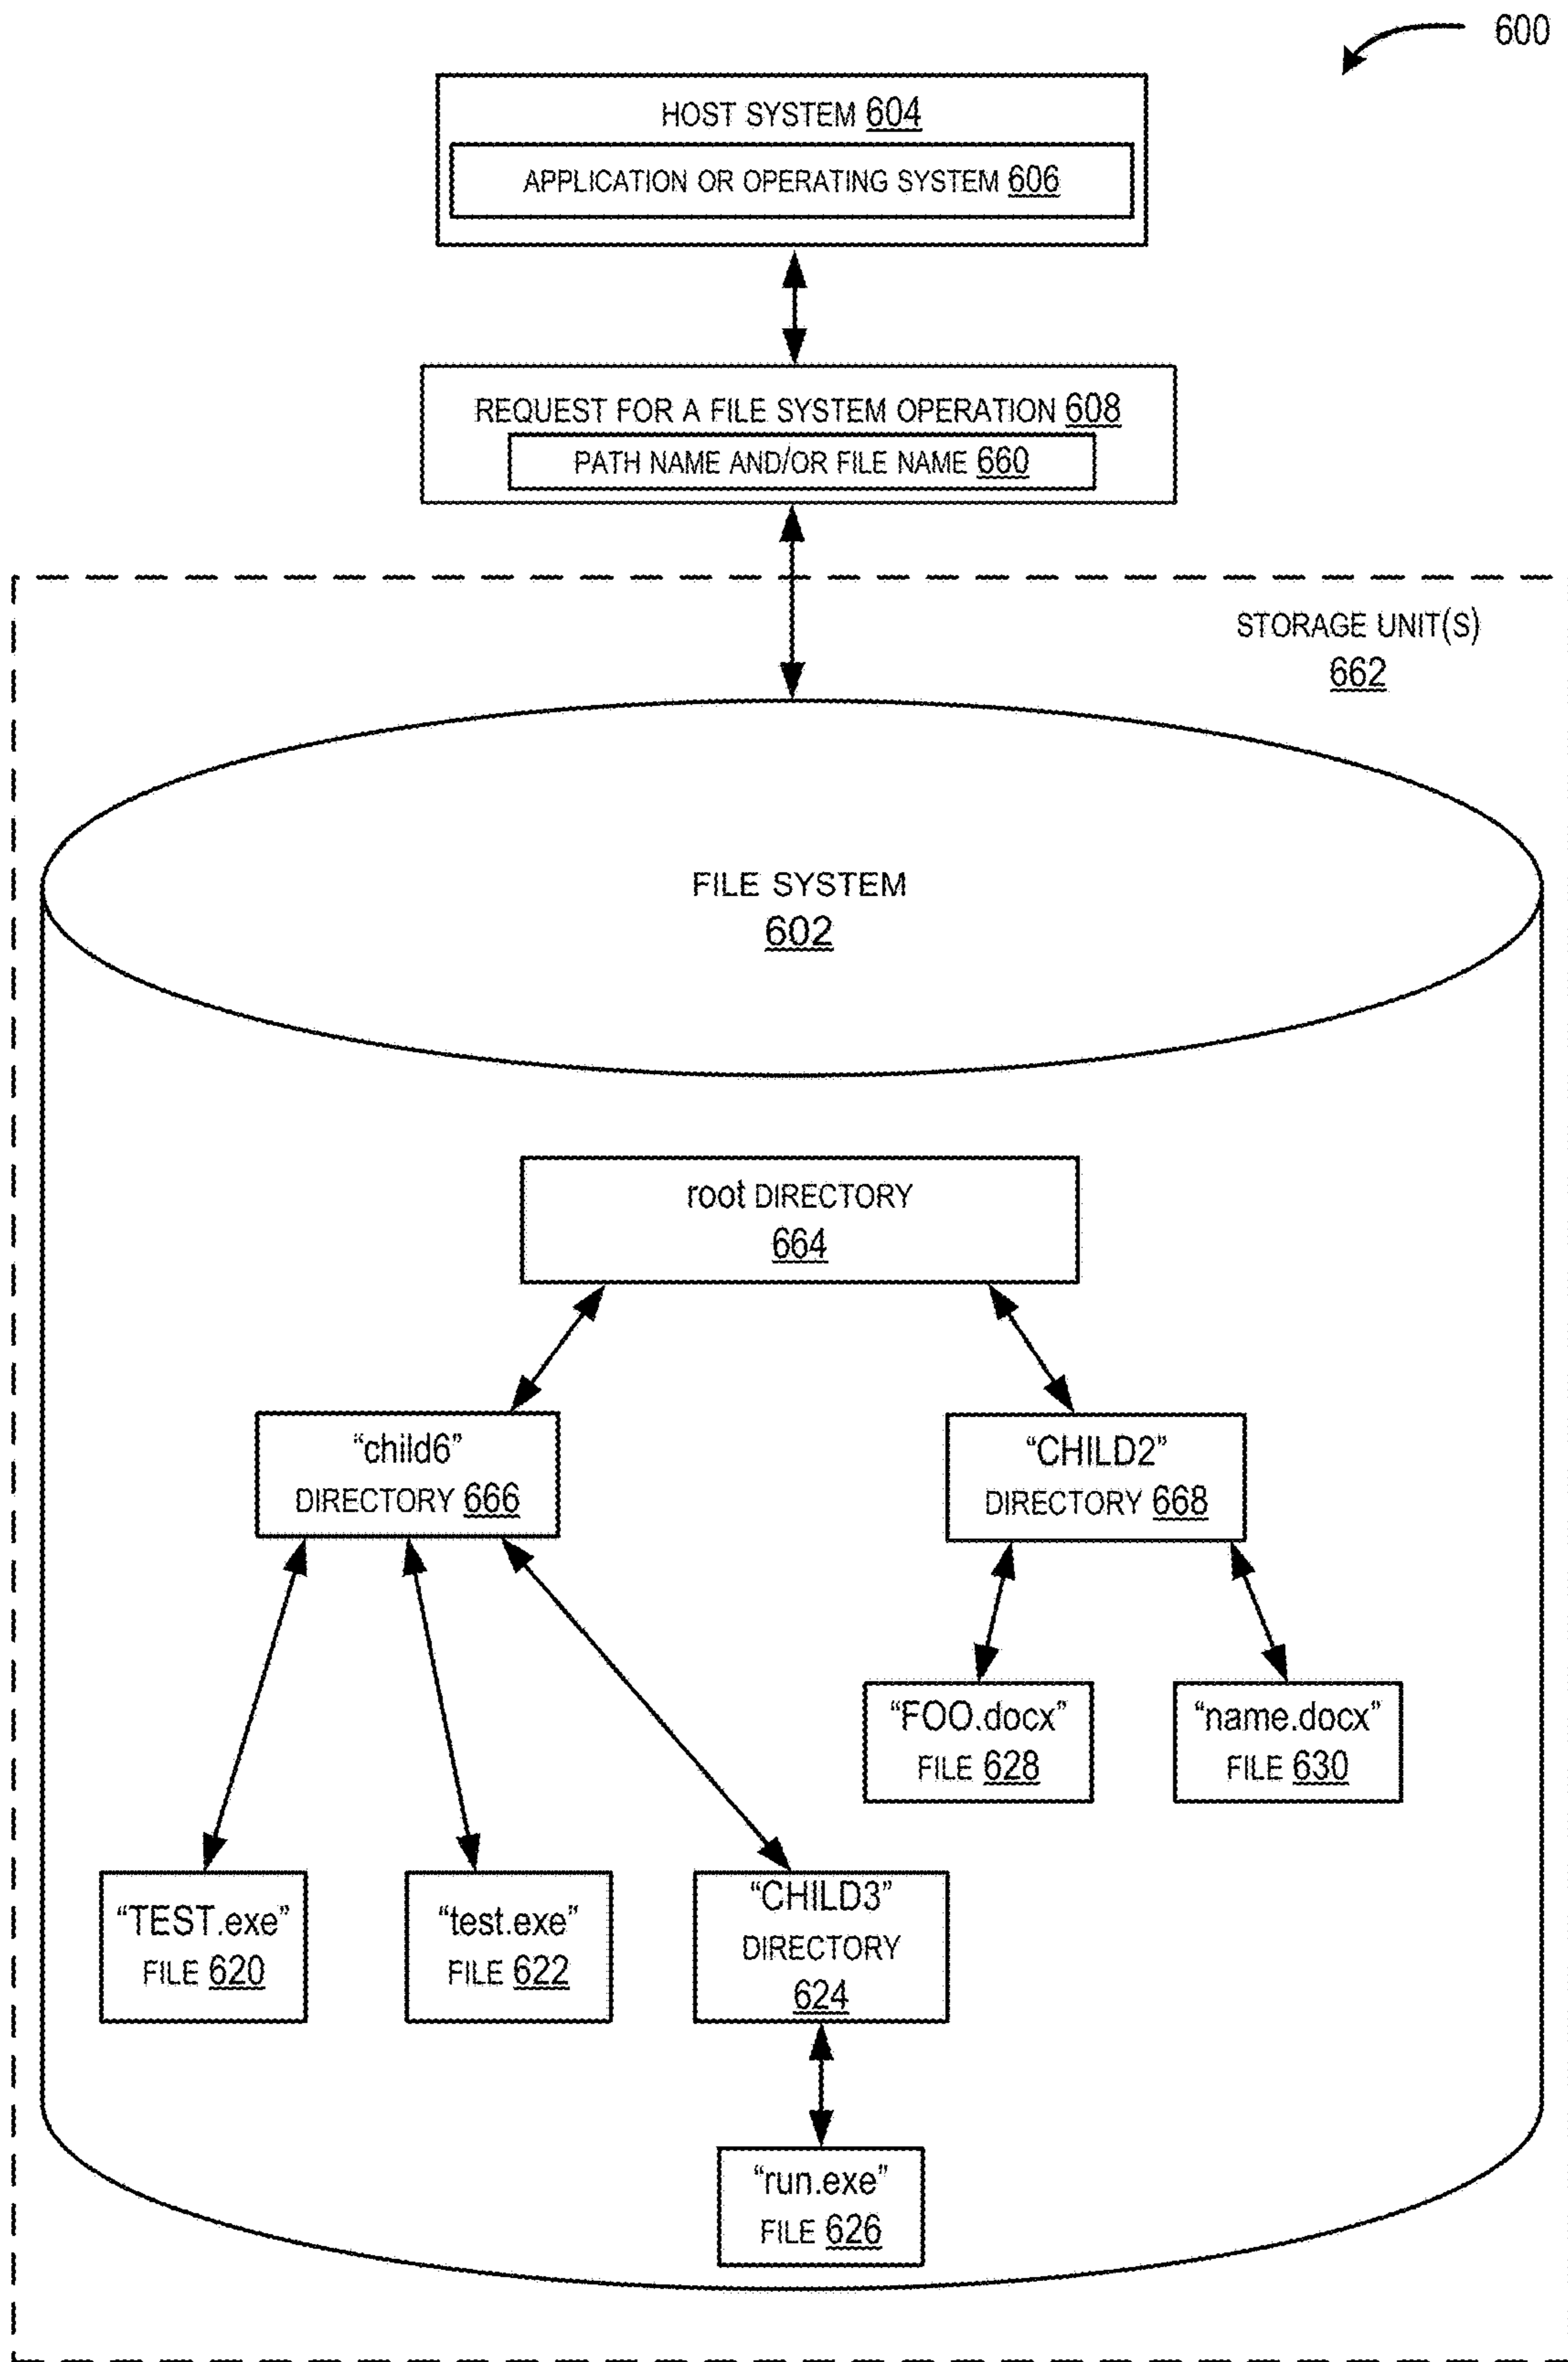 600
HOST SYSTEM 604
APPLICATION OR OPERATING SYSTEM 606
REQUEST FOR A FILE SYSTEM OPERATION 608
PATH NAME AND/OR FILE NAME 660
STORAGE UNIT(S)
662
FILE SYSTEM
602
root DIRECTORY
664
“child6”
DIRECTORY 666
“CHILD2”
DIRECTORY 668
“FOO.docx”
FILE 628
“name.docx”
FILE 630
“TEST.exe”
FILE 620
“test.exe”
FILE 622
“CHILD3”
DIRECTORY
624
“run.exe”
FILE 626